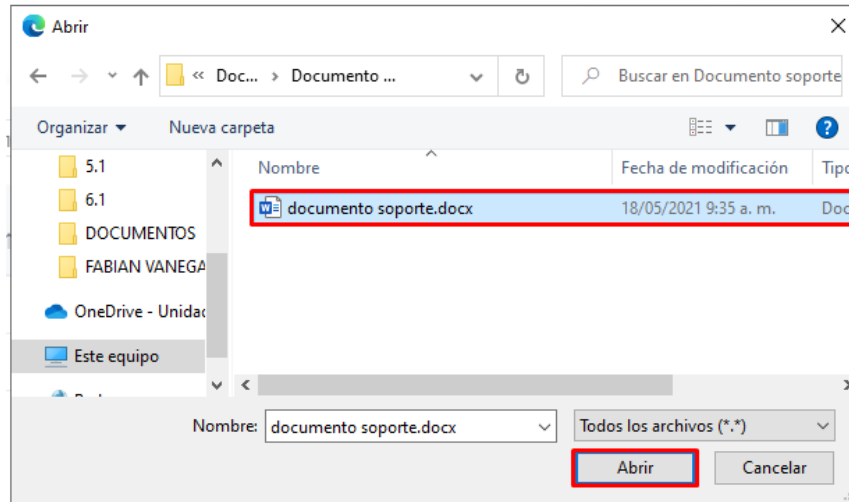 Abrir
« Doc... › Documento ...
Buscar en Documento soporte
Organizar
Nueva carpeta
Nombre
Fecha de modificación
5.1
6.1
DOCUMENTOS
FABIAN VANEGA
OneDrive - Unidad
Este equipo
documento soporte.docx
18/05/2021 9:35 a. m.
Doc
Nombre:
documento soporte.docx
Todos los archivos (*.*)
Abrir
Cancelar